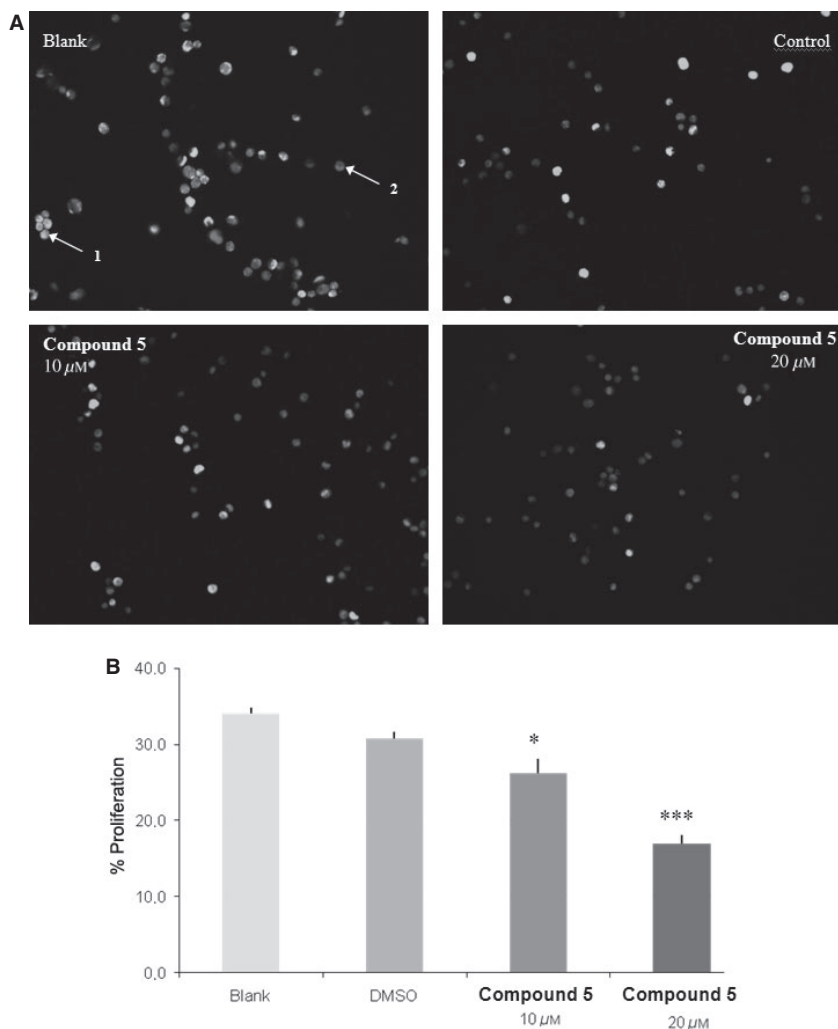 A
Blank
Control
2
1
Compound 5
10 μM
Compound 5
20 μM
B
40.0
30.0
20.0
10.0
0.0
% Proliferation
*
***
Blank
DMSO
Compound 5
10 μM
Compound 5
20 μM